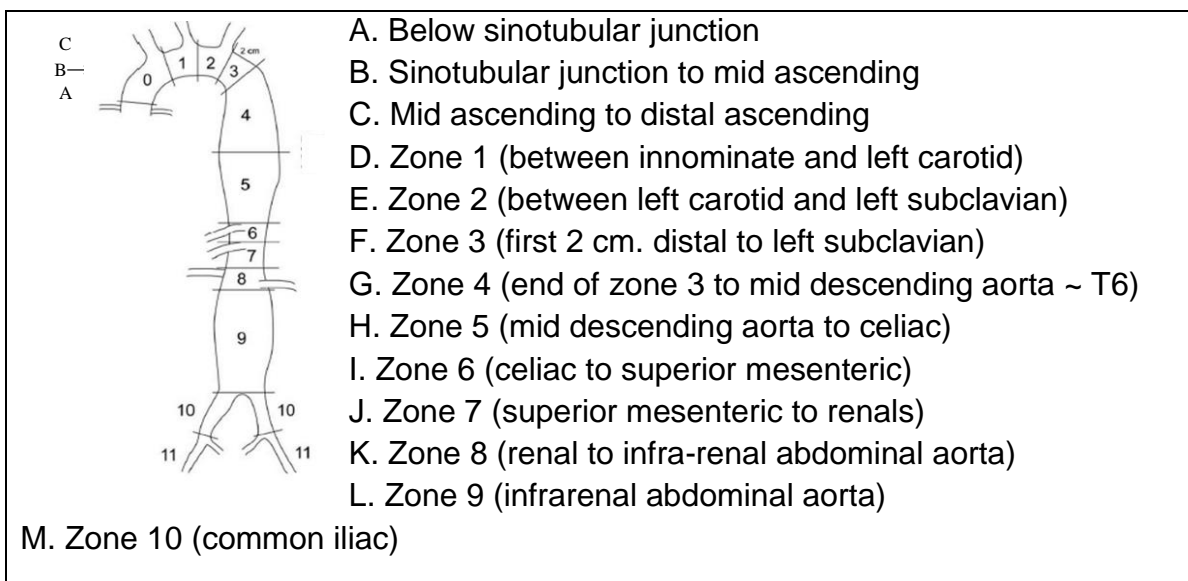 C
B
A
0
1
2
3
2 cm
4
5
6
7
8
9
10
10
11
11
A. Below sinotubular junction
B. Sinotubular junction to mid ascending
C. Mid ascending to distal ascending
D. Zone 1 (between innominate and left carotid)
E. Zone 2 (between left carotid and left subclavian)
F. Zone 3 (first 2 cm. distal to left subclavian)
G. Zone 4 (end of zone 3 to mid descending aorta ~ T6)
H. Zone 5 (mid descending aorta to celiac)
I. Zone 6 (celiac to superior mesenteric)
J. Zone 7 (superior mesenteric to renals)
K. Zone 8 (renal to infra-renal abdominal aorta)
L. Zone 9 (infrarenal abdominal aorta)
M. Zone 10 (common iliac)